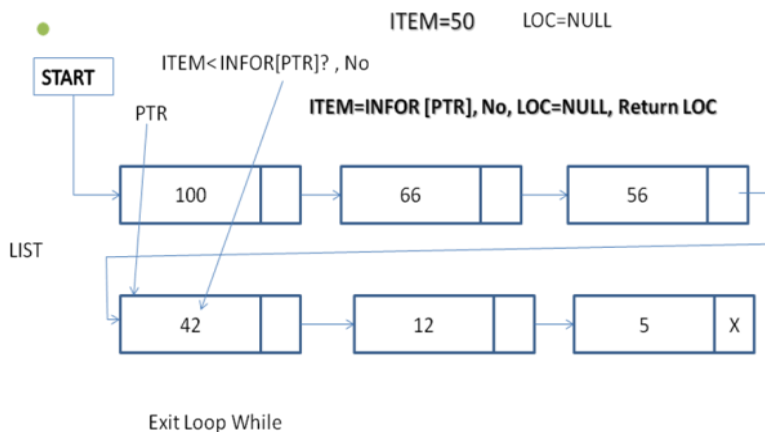 ITEM=50 LOC=NULL
ITEM<INFOR[PTR]? , No
START
ITEM=INFOR [PTR], No, LOC=NULL, Return LOC
PTR
100 66 56
LIST
42 12 5 X
Exit Loop While